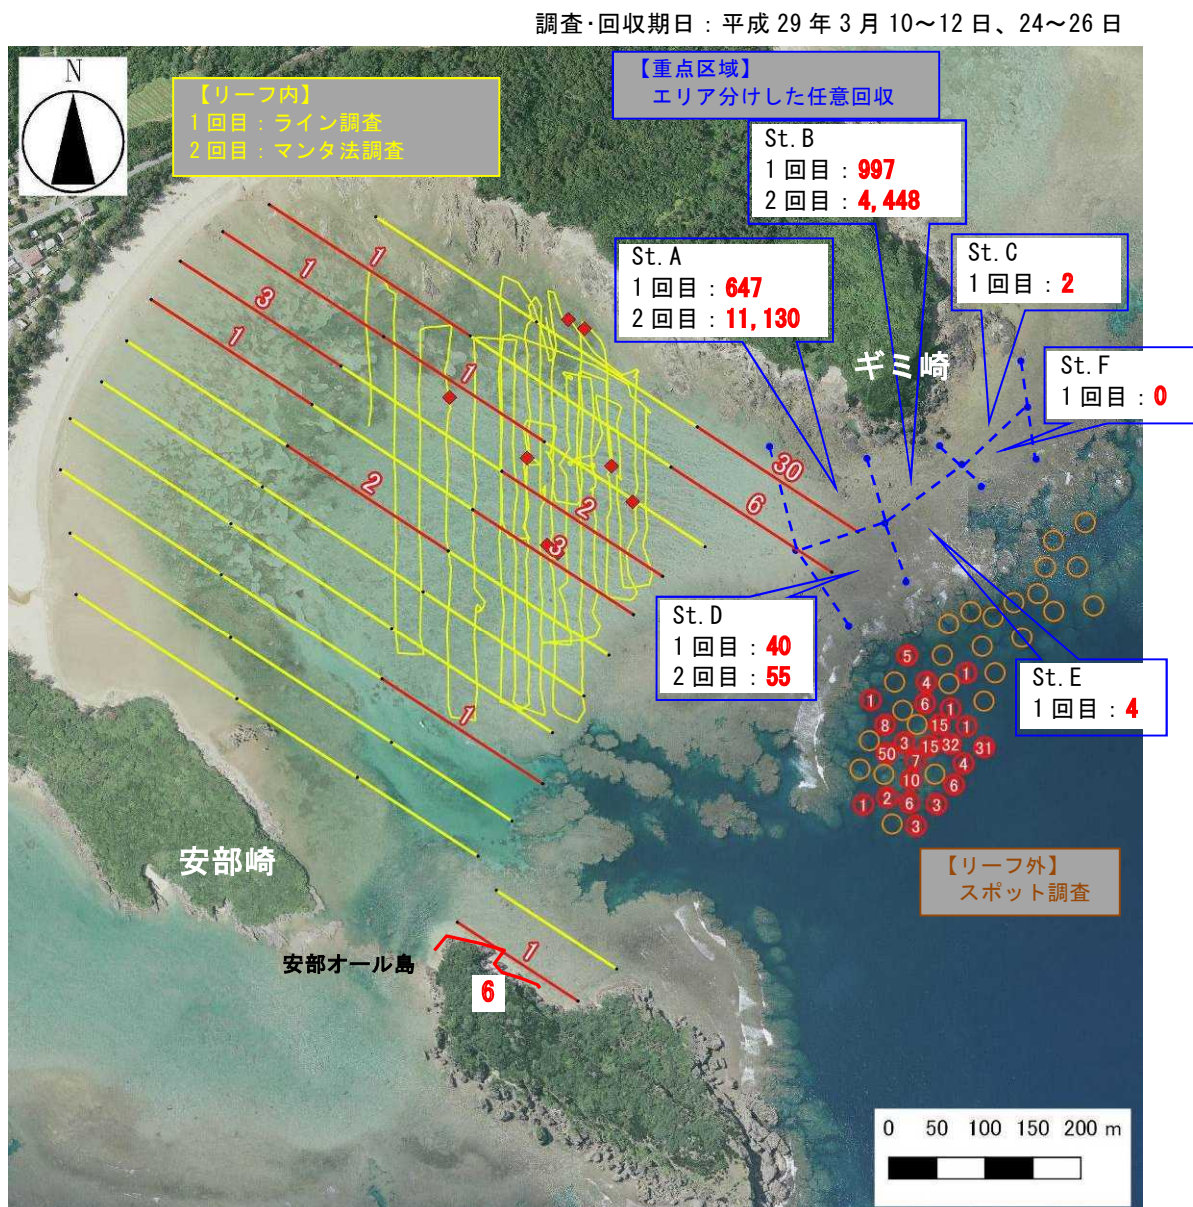 調査・回収期日：平成 29 年 3 月 10～12 日、24～26 日
N
【リーフ内】
1 回目：ライン調査
2 回目：マンタ法調査
【重点区域】
エリア分けした任意回収
St.B
1 回目：997
2 回目：4,448
St.A
1 回目：647
2 回目：11,130
St.C
1 回目：2
St.F
1 回目：0
ギミ崎
1
1
3
1
1
30
6
2
2
3
St.D
1 回目：40
2 回目：55
St.E
1 回目：4
1
5
1
4
1
6
1
8
15
1
3
15
32
31
50
7
4
10
6
1
2
6
3
3
【リーフ外】
スポット調査
安部崎
安部オール島
1
6
0 50 100 150 200 m